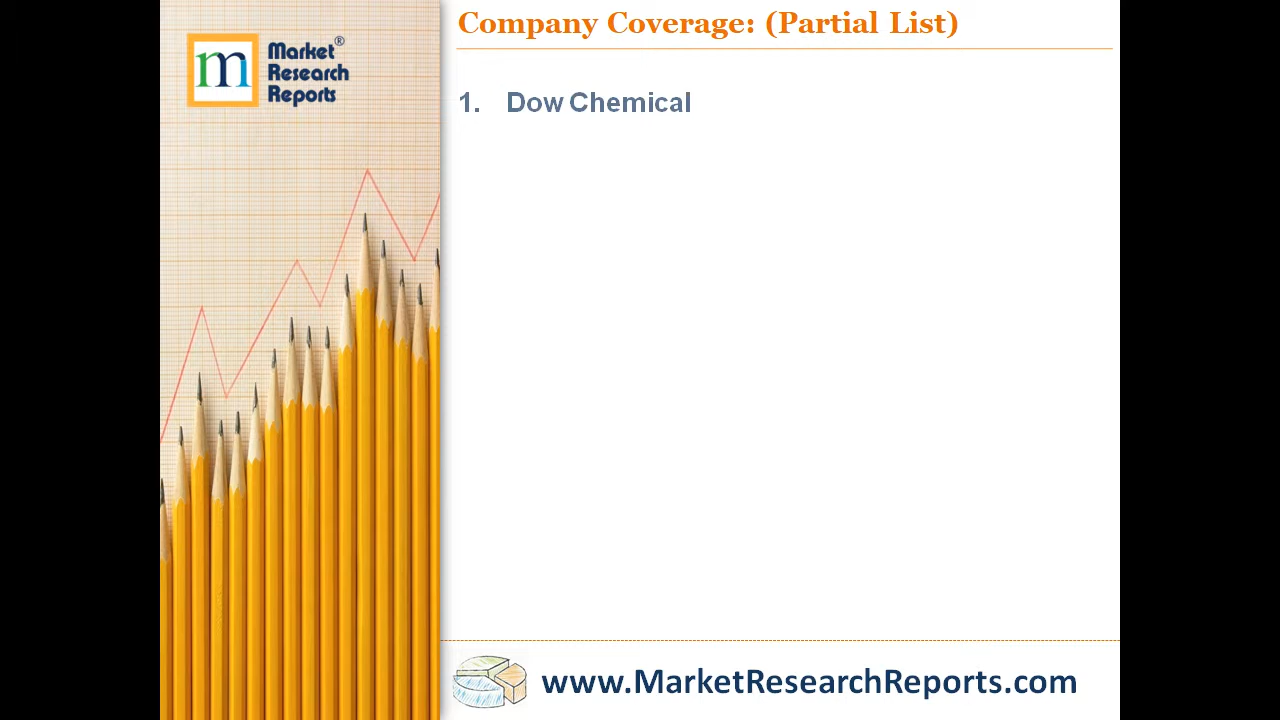 Company Coverage: (Partial List)
Market®
Research
Reports
1. Dow Chemical
www.MarketResearchReports.com